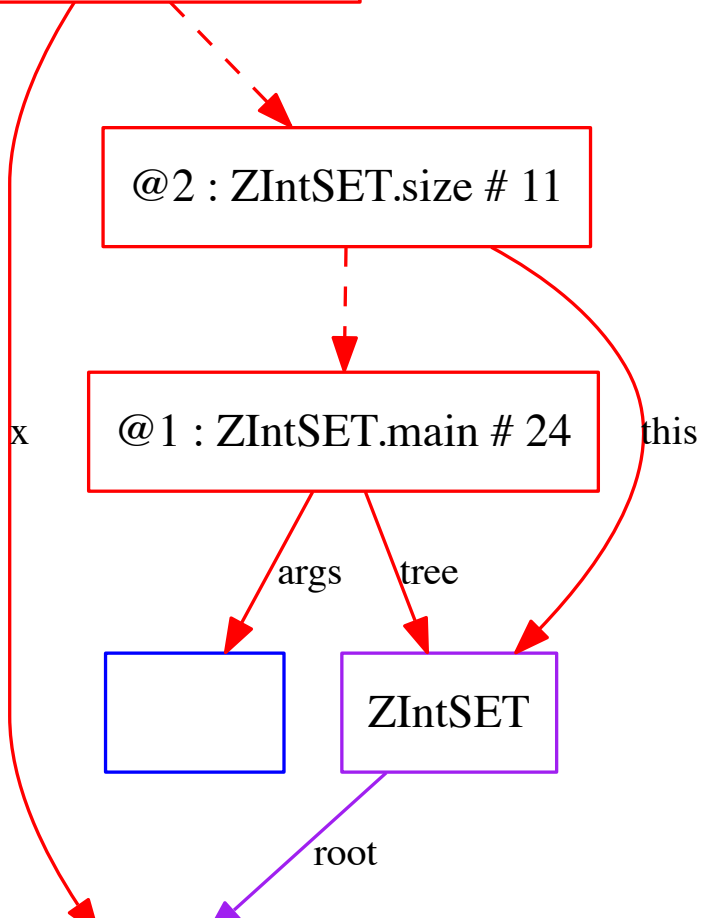 @2 : ZIntSET.size # 11
x
@1 : ZIntSET.main # 24
this
args
tree
ZIntSET
root